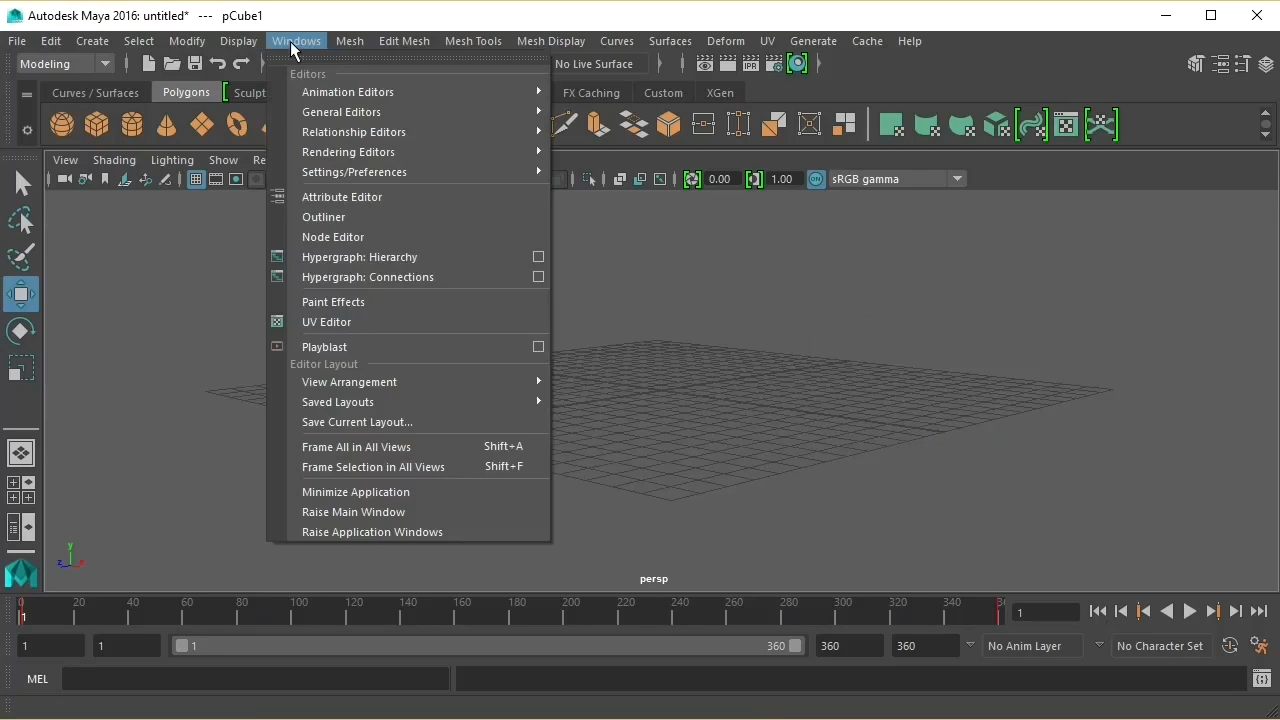 Autodesk Maya 2016: untitled* --- pCube1
File Edit Create Select Modify Display Windows Mesh Edit Mesh Mesh Tools Mesh Display Curves Surfaces Deform UV Generate Cache Help
Modeling No Live Surface IPR
Curves / Surfaces Polygons Sculpt FX Caching Custom XGen
View Shading Lighting Show Re
0.00 1.00 ON sRGB gamma
Editors
Animation Editors
General Editors
Relationship Editors
Rendering Editors
Settings/Preferences
Attribute Editor
Outliner
Node Editor
Hypergraph: Hierarchy
Hypergraph: Connections
Paint Effects
UV Editor
Playblast
Editor Layout
View Arrangement
Saved Layouts
Save Current Layout...
Frame All in All Views Shift+A
Frame Selection in All Views Shift+F
Minimize Application
Raise Main Window
Raise Application Windows
y
z x
persp
0 20 40 60 80 100 120 140 160 180 200 220 240 260 280 300 320 340
1 1
1 1 1 360 360 360 No Anim Layer No Character Set
MEL